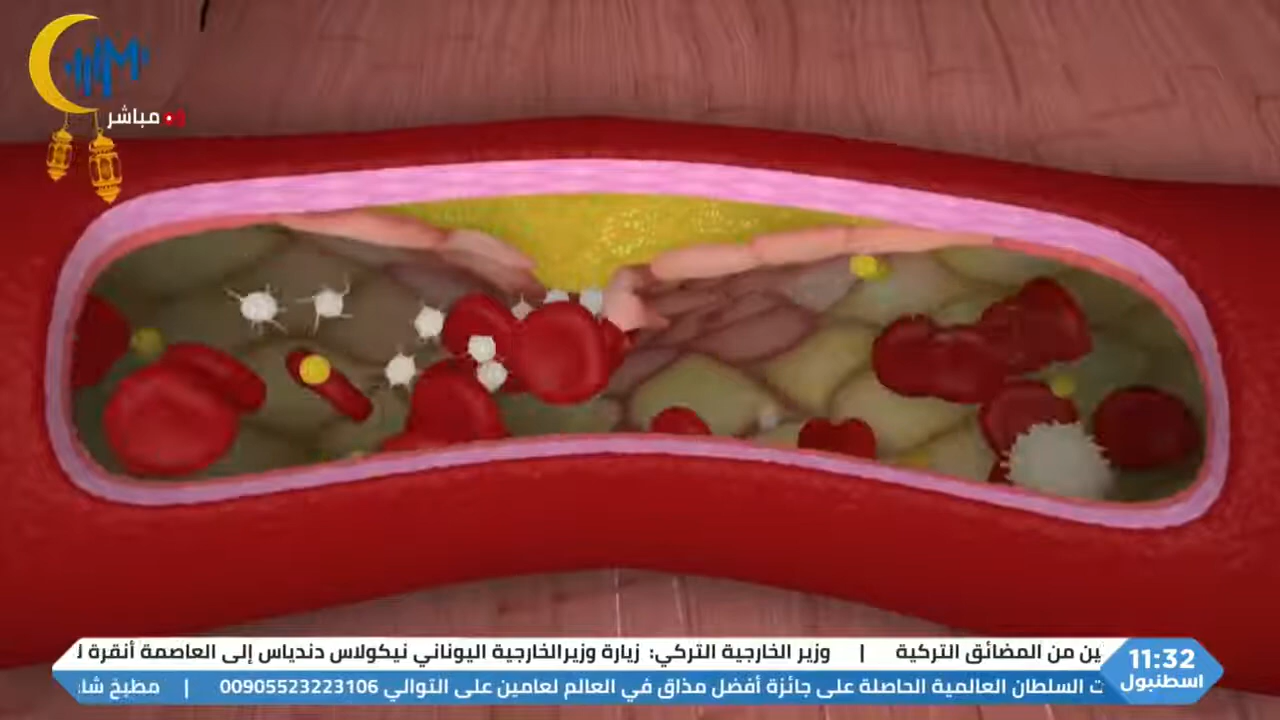 M
مباشر
ين من المضائق التركية | وزير الخارجية التركي: زيارة وزيرالخارجية اليوناني نيكولاس دندياس إلى العاصمة أنقرة
11:32
اسطنبول
ت السلطان العالمية الحاصلة على جائزة أفضل مذاق في العالم لعامين على التوالي 00905523223106 | مطبخ